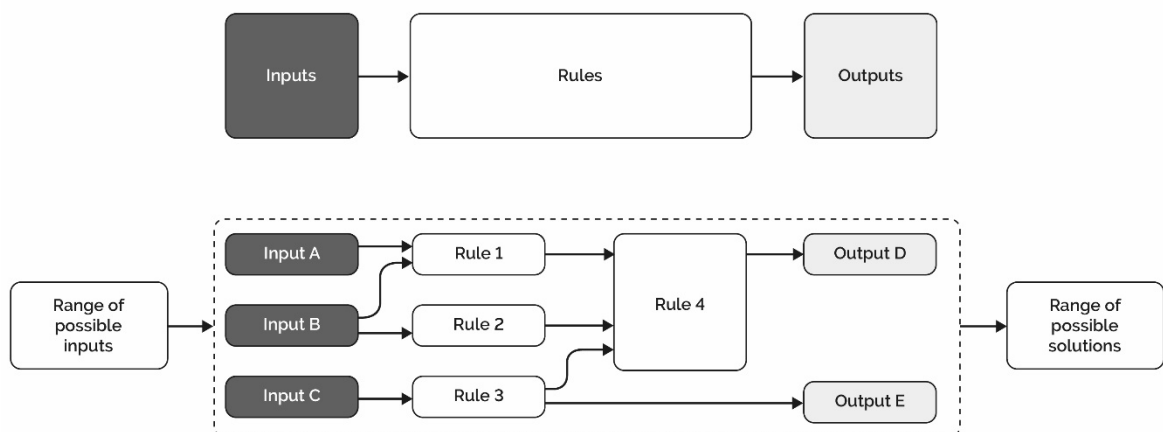 Inputs
Rules
Outputs
Input A
Rule 1
Output D
Range of
possible
inputs
Input B
Rule 2
Rule 4
Range of
possible
solutions
Input C
Rule 3
Output E